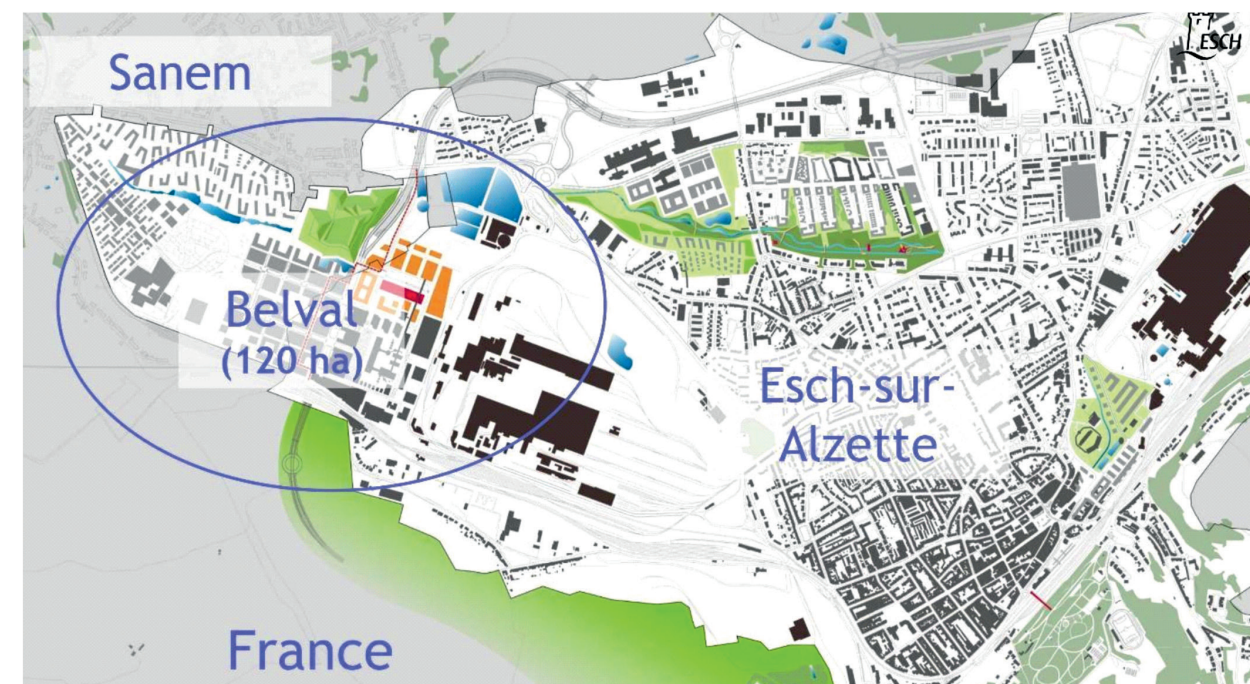 Sanem
ESCH
Belval
(120 ha)
Esch-sur-
Alzette
France